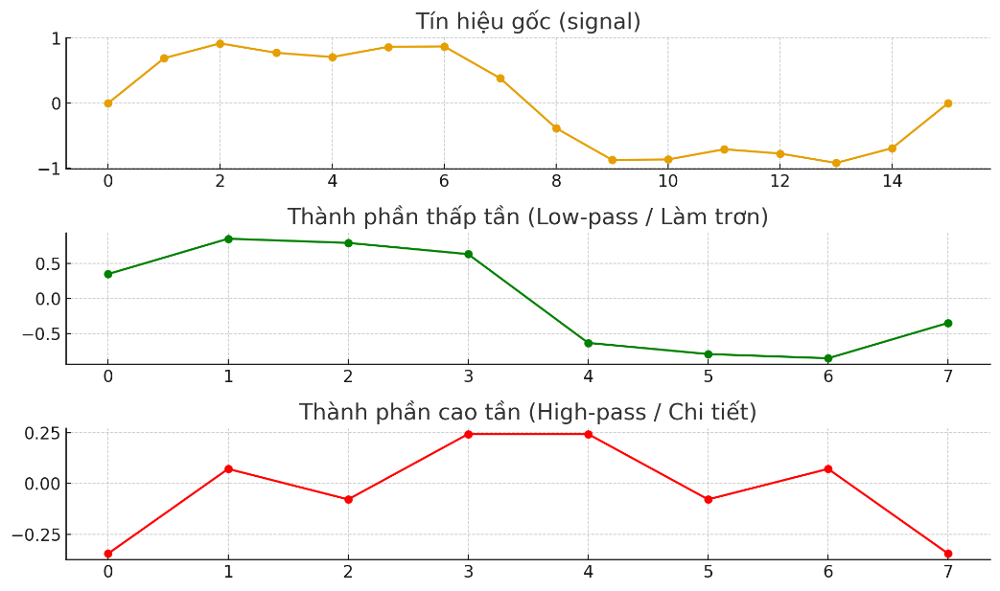 Tín hiệu gốc (signal)
1
0
−1
0 2 4 6 8 10 12 14
Thành phần thấp tần (Low-pass / Làm trơn)
0.5
0.0
−0.5
0 1 2 3 4 5 6 7
Thành phần cao tần (High-pass / Chi tiết)
0.25
0.00
−0.25
0 1 2 3 4 5 6 7